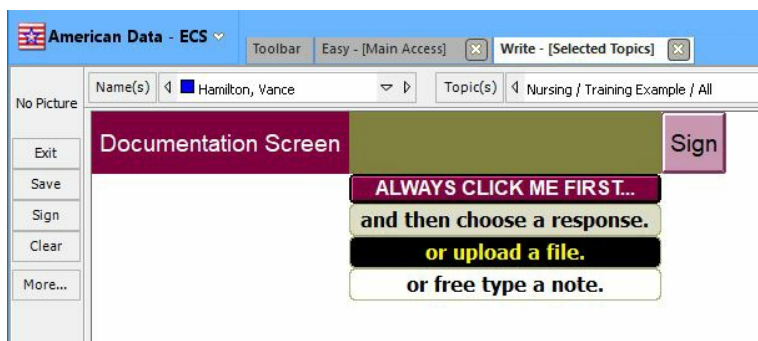 American Data - ECS
Toolbar
Easy - [Main Access]
Write - [Selected Topics]
No Picture
Name(s)
Hamilton, Vance
Topic(s)
Nursing / Training Example / All
Exit
Save
Sign
Clear
More...
Documentation Screen
Sign
ALWAYS CLICK ME FIRST...
and then choose a response.
or upload a file.
or free type a note.